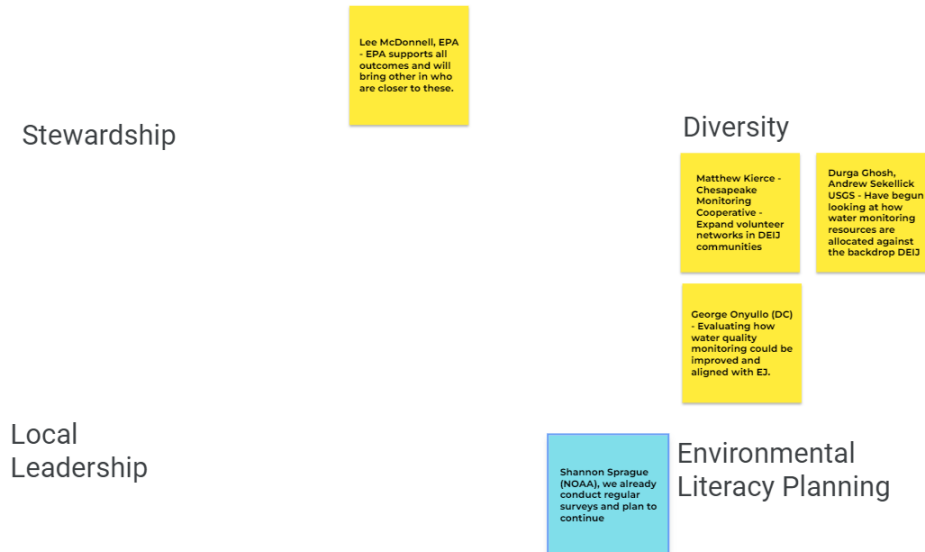 Lee McDonnell, EPA
- EPA supports all
outcomes and will
bring other in who
are closer to these.
Stewardship
Diversity
Matthew Kierce -
Chesapeake
Monitoring
Cooperative -
Expand volunteer
networks in DEIJ
communities
Durga Ghosh,
Andrew Sekellick
USGS - Have begun
looking at how
water monitoring
resources are
allocated against
the backdrop DEIJ
George Onyullo (DC)
- Evaluating how
water quality
monitoring could be
improved and
aligned with EJ.
Local
Leadership
Shannon Sprague
(NOAA), we already
conduct regular
surveys and plan to
continue
Environmental
Literacy Planning